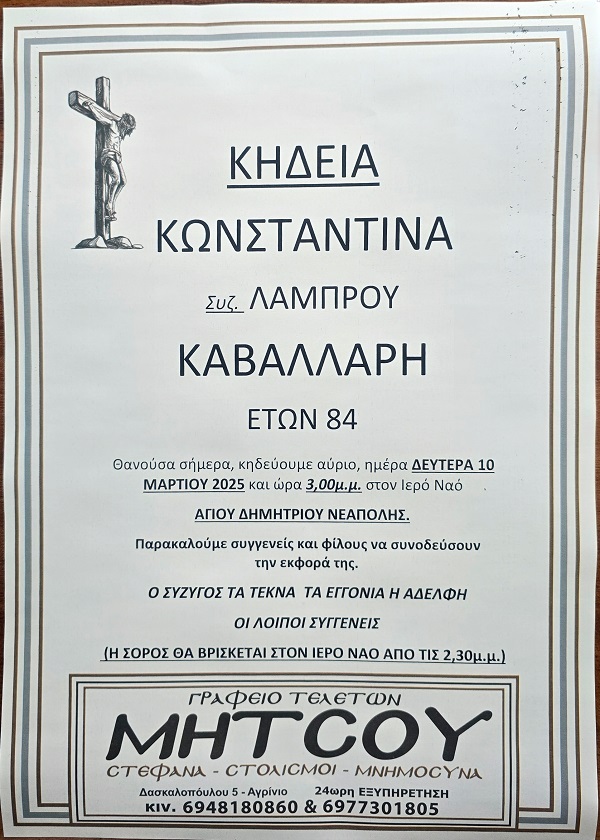 ΚΗΔΕΙΑ
ΚΩΝΣΤΑΝΤΙΝΑ
Συζ. ΛΑΜΠΡΟΥ
ΚΑΒΑΛΛΑΡΗ
ΕΤΩΝ 84
Θανούσα σήμερα, κηδεύουμε αύριο, ημέρα ΔΕΥΤΕΡΑ 10
ΜΑΡΤΙΟΥ 2025 και ώρα 3,00μ.μ. στον Ιερό Ναό
ΑΓΙΟΥ ΔΗΜΗΤΡΙΟΥ ΝΕΑΠΟΛΗΣ.
Παρακαλούμε συγγενείς και φίλους να συνοδεύσουν
την εκφορά της.
Ο ΣΥΖΥΓΟΣ ΤΑ ΤΕΚΝΑ ΤΑ ΕΓΓΟΝΙΑ Η ΑΔΕΛΦΗ
ΟΙ ΛΟΙΠΟΙ ΣΥΓΓΕΝΕΙΣ
(Η ΣΟΡΟΣ ΘΑ ΒΡΙΣΚΕΤΑΙ ΣΤΟΝ ΙΕΡΟ ΝΑΟ ΑΠΟ ΤΙΣ 2,30μ.μ.)
ΓΡΑΦΕΙΟ ΤΕΛΕΤΩΝ
ΜΗΤΣΟΥ
ΣΤΕΦΑΝΑ - ΣΤΟΛΙΣΜΟΙ - ΜΝΗΜΟΣΥΝΑ
Δασκαλοπούλου 5 - Αγρίνιο 24ωρη ΕΞΥΠΗΡΕΤΗΣΗ
ΚΙV. 6948180860 & 6977301805